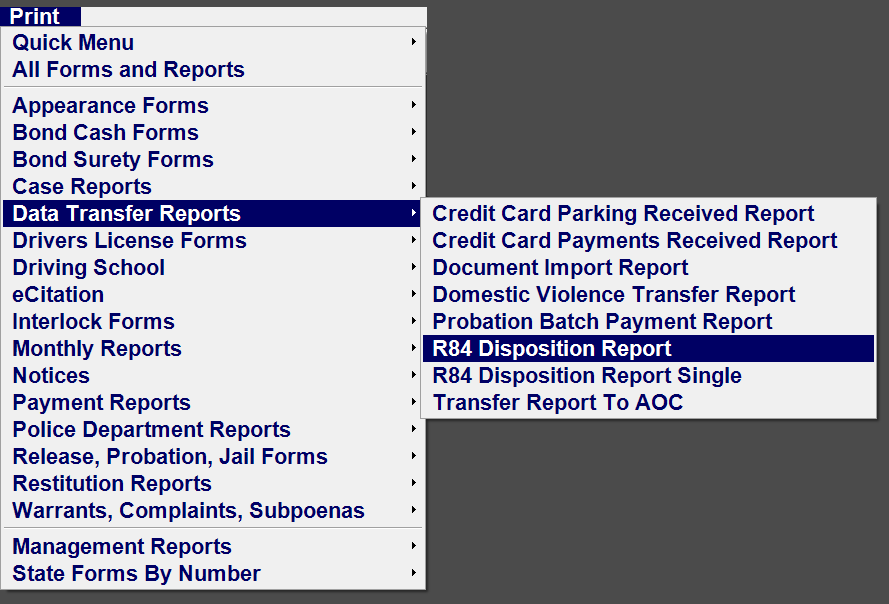 Print
Quick Menu
All Forms and Reports
Appearance Forms
Bond Cash Forms
Bond Surety Forms
Case Reports
Data Transfer Reports
Drivers License Forms
Driving School
eCitation
Interlock Forms
Monthly Reports
Notices
Payment Reports
Police Department Reports
Release, Probation, Jail Forms
Restitution Reports
Warrants, Complaints, Subpoenas
Management Reports
State Forms By Number
Credit Card Parking Received Report
Credit Card Payments Received Report
Document Import Report
Domestic Violence Transfer Report
Probation Batch Payment Report
R84 Disposition Report
R84 Disposition Report Single
Transfer Report To AOC